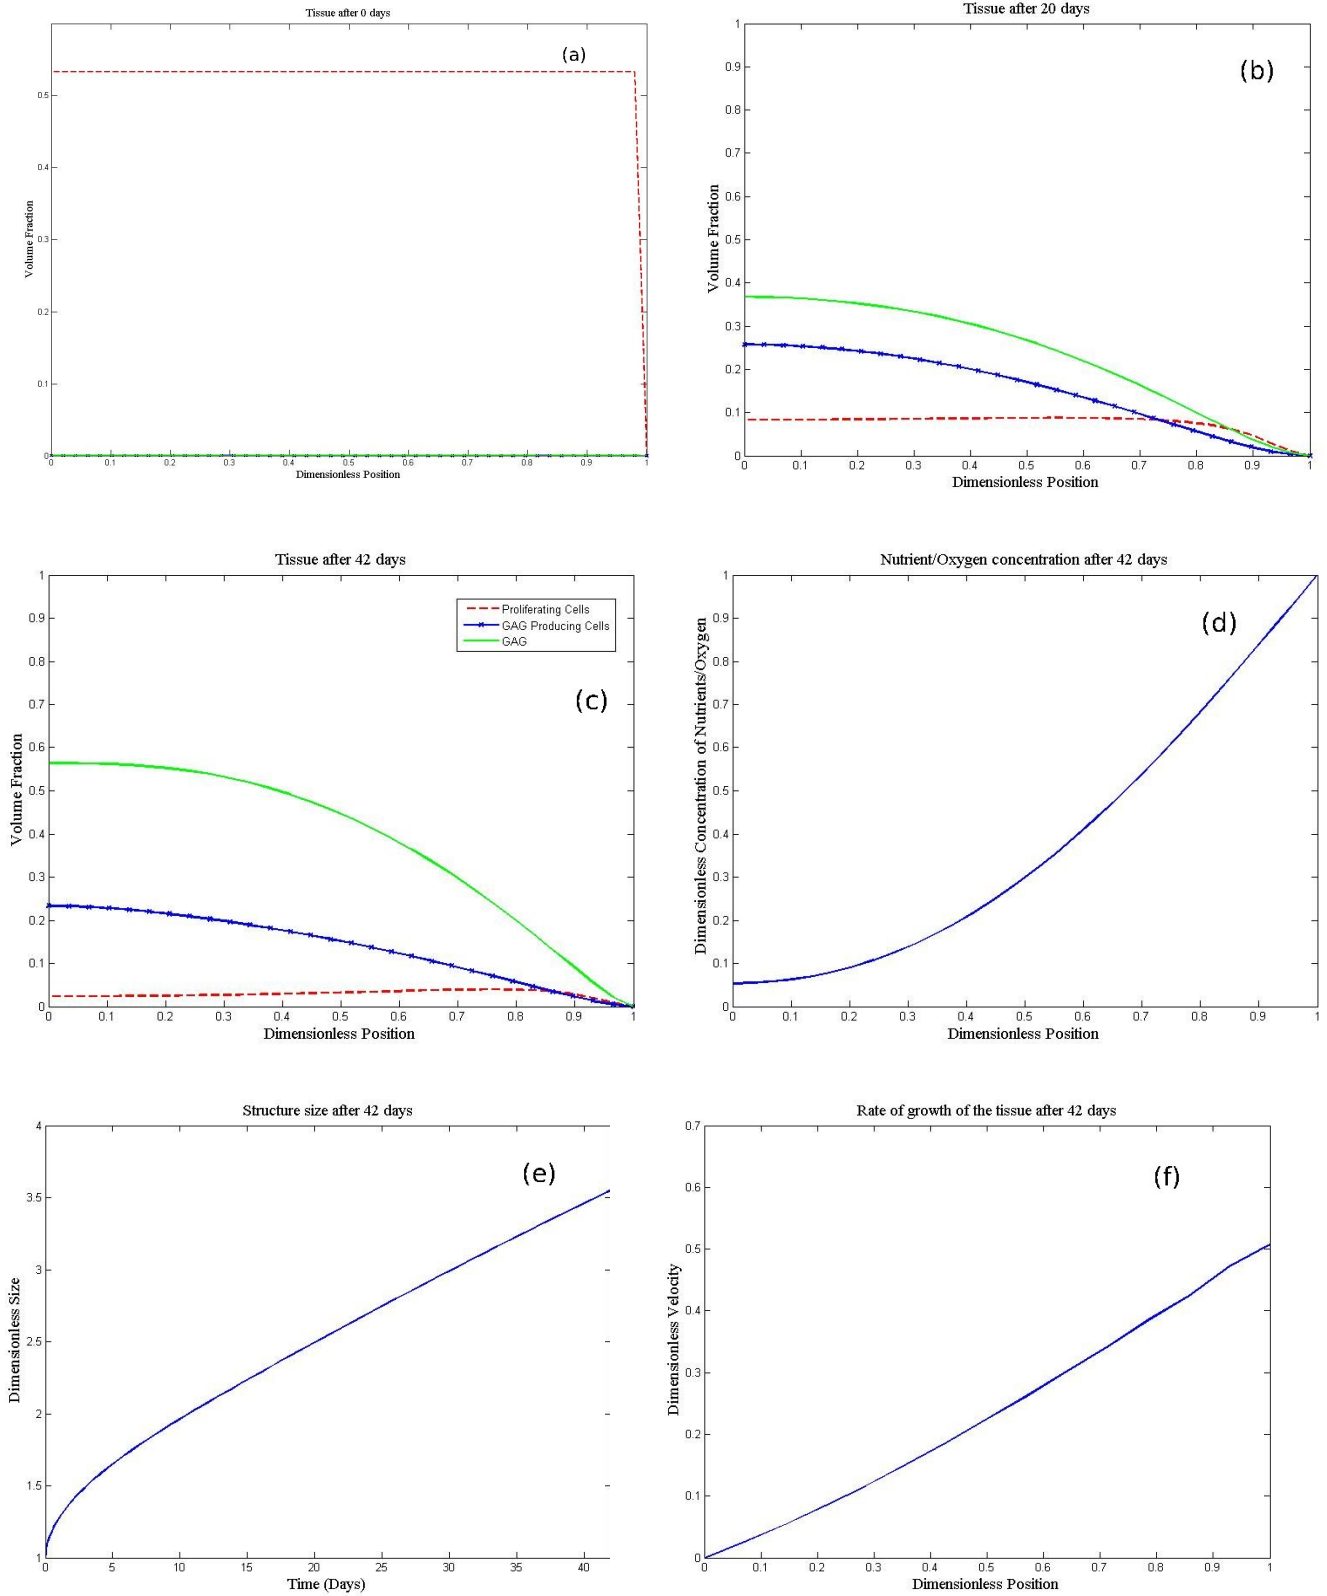 Tissue after 0 days
(a)
0.5
0.4
0.3
0.2
0.1
0
Volume Fraction
0 0.1 0.2 0.3 0.4 0.5 0.6 0.7 0.8 0.9 1
Dimensionless Position
Tissue after 20 days
(b)
1
0.9
0.8
0.7
0.6
0.5
0.4
0.3
0.2
0.1
0
Volume Fraction
0 0.1 0.2 0.3 0.4 0.5 0.6 0.7 0.8 0.9 1
Dimensionless Position
Tissue after 42 days
Proliferating Cells
GAG Producing Cells
GAG
(c)
1
0.9
0.8
0.7
0.6
0.5
0.4
0.3
0.2
0.1
0
Volume Fraction
0 0.1 0.2 0.3 0.4 0.5 0.6 0.7 0.8 0.9 1
Dimensionless Position
Nutrient/Oxygen concentration after 42 days
(d)
1
0.9
0.8
0.7
0.6
0.5
0.4
0.3
0.2
0.1
0
Dimensionless Concentration of Nutrients/Oxygen
0 0.1 0.2 0.3 0.4 0.5 0.6 0.7 0.8 0.9 1
Dimensionless Position
Structure size after 42 days
(e)
4
3.5
3
2.5
2
1.5
1
Dimensionless Size
0 5 10 15 20 25 30 35 40
Time (Days)
Rate of growth of the tissue after 42 days
(f)
0.7
0.6
0.5
0.4
0.3
0.2
0.1
0
Dimensionless Velocity
0 0.1 0.2 0.3 0.4 0.5 0.6 0.7 0.8 0.9 1
Dimensionless Position